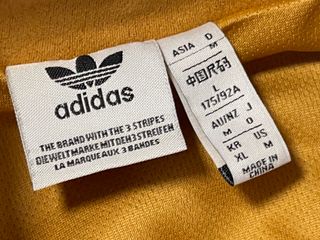 adidas
THE BRAND WITH THE 3 STRIPES
DIE WELTMARKE MIT DEN 3 STREIFEN
LA MARQUE AUX 3 BANDES
ASIA D
M
中国尺码
L
175/92A
AU/NZ J
M O
KR US
XL M
MADE IN
CHINA